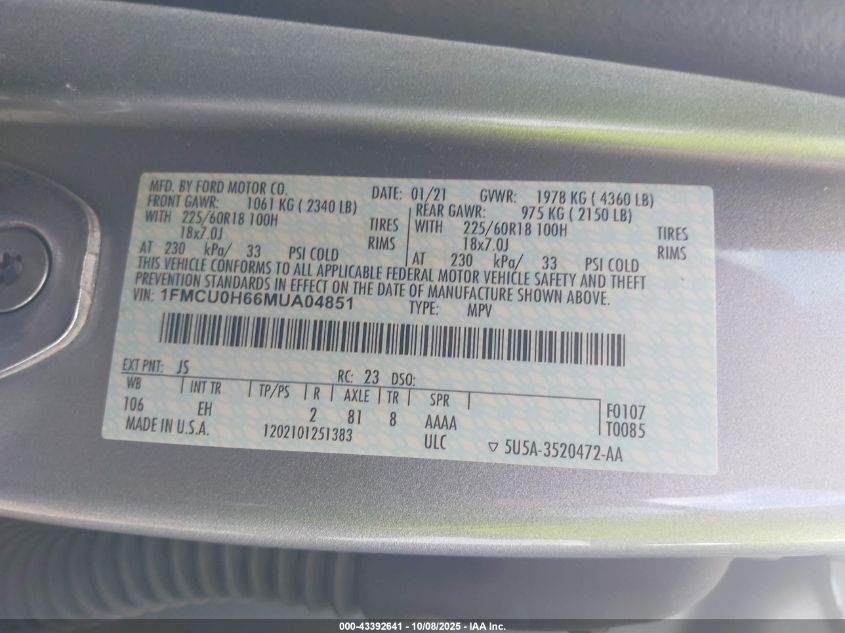 MFD. BY FORD MOTOR CO. DATE: 01/21 GVWR: 1978 KG ( 4360 LB)
FRONT GAWR: 1061 KG ( 2340 LB) REAR GAWR: 975 KG ( 2150 LB)
WITH 225/60R18 100H TIRES WITH 225/60R18 100H TIRES
18x7.0J RIMS 18x7.0J RIMS
AT 230 kPa/ 33 PSI COLD AT 230 kPa/ 33 PSI COLD
THIS VEHICLE CONFORMS TO ALL APPLICABLE FEDERAL MOTOR VEHICLE SAFETY AND THEFT
PREVENTION STANDARDS IN EFFECT ON THE DATE OF MANUFACTURE SHOWN ABOVE.
VIN: 1FMCU0H66MUA04851 TYPE: MPV
EXT PNT: JS RC: 23 DSO:
WB INT TR TP/PS R AXLE TR SPR F0107
106 EH 2 81 8 AAAA T0085
MADE IN U.S.A. 1202101251383 ULC ▽ 5U5A-3520472-AA
000-43392641 - 10/08/2025 - IAA Inc.